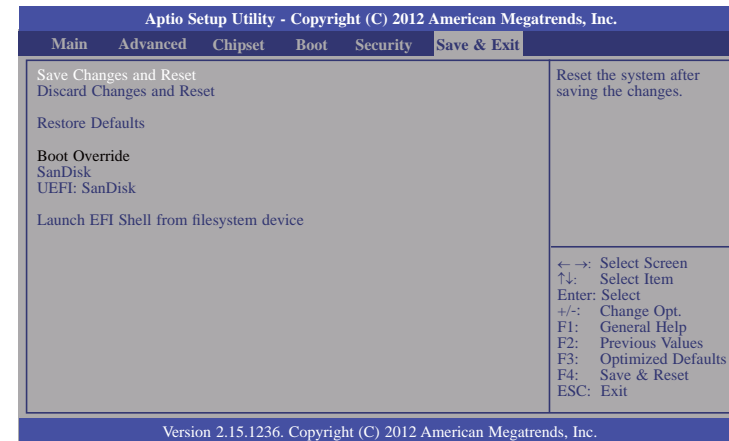 Aptio Setup Utility - Copyright (C) 2012 American Megatrends, Inc.
Main Advanced Chipset Boot Security Save & Exit
Save Changes and Reset
Discard Changes and Reset
Restore Defaults
Boot Override
SanDisk
UEFI: SanDisk
Launch EFI Shell from filesystem device
Reset the system after
saving the changes.
← →: Select Screen
↑↓: Select Item
Enter: Select
+/-: Change Opt.
F1: General Help
F2: Previous Values
F3: Optimized Defaults
F4: Save & Reset
ESC: Exit
Version 2.15.1236. Copyright (C) 2012 American Megatrends, Inc.